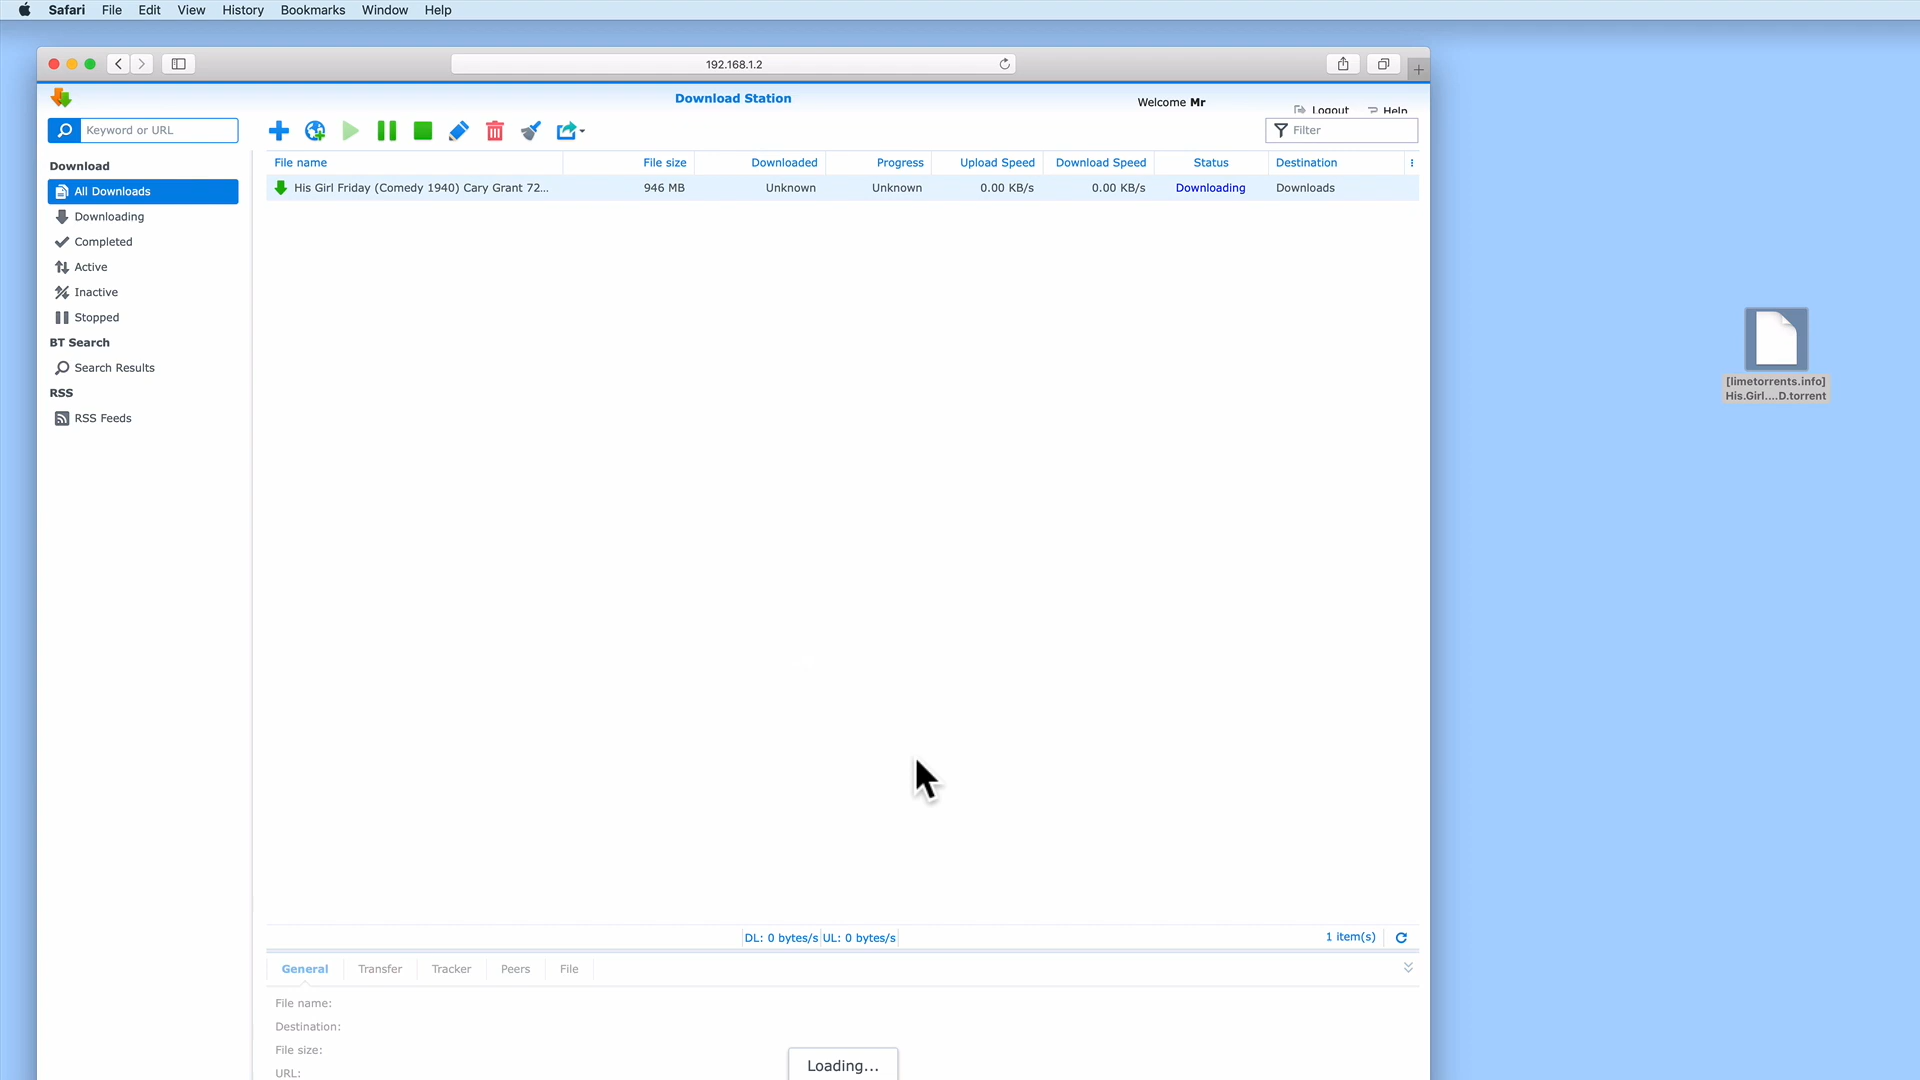 Safari File Edit View History Bookmarks Window Help
192.168.1.2
Download Station
Welcome Mr
Logout
Help
Keyword or URL
Filter
Download
All Downloads
Downloading
Completed
Active
Inactive
Stopped
BT Search
Search Results
RSS
RSS Feeds
File name File size Downloaded Progress Upload Speed Download Speed Status Destination
His Girl Friday (Comedy 1940) Cary Grant 72... 946 MB Unknown Unknown 0.00 KB/s 0.00 KB/s Downloading Downloads
[limetorrents.info]
His.Girl....D.torrent
DL: 0 bytes/s UL: 0 bytes/s
1 item(s)
General Transfer Tracker Peers File
File name:
Destination:
File size:
URL:
Loading...